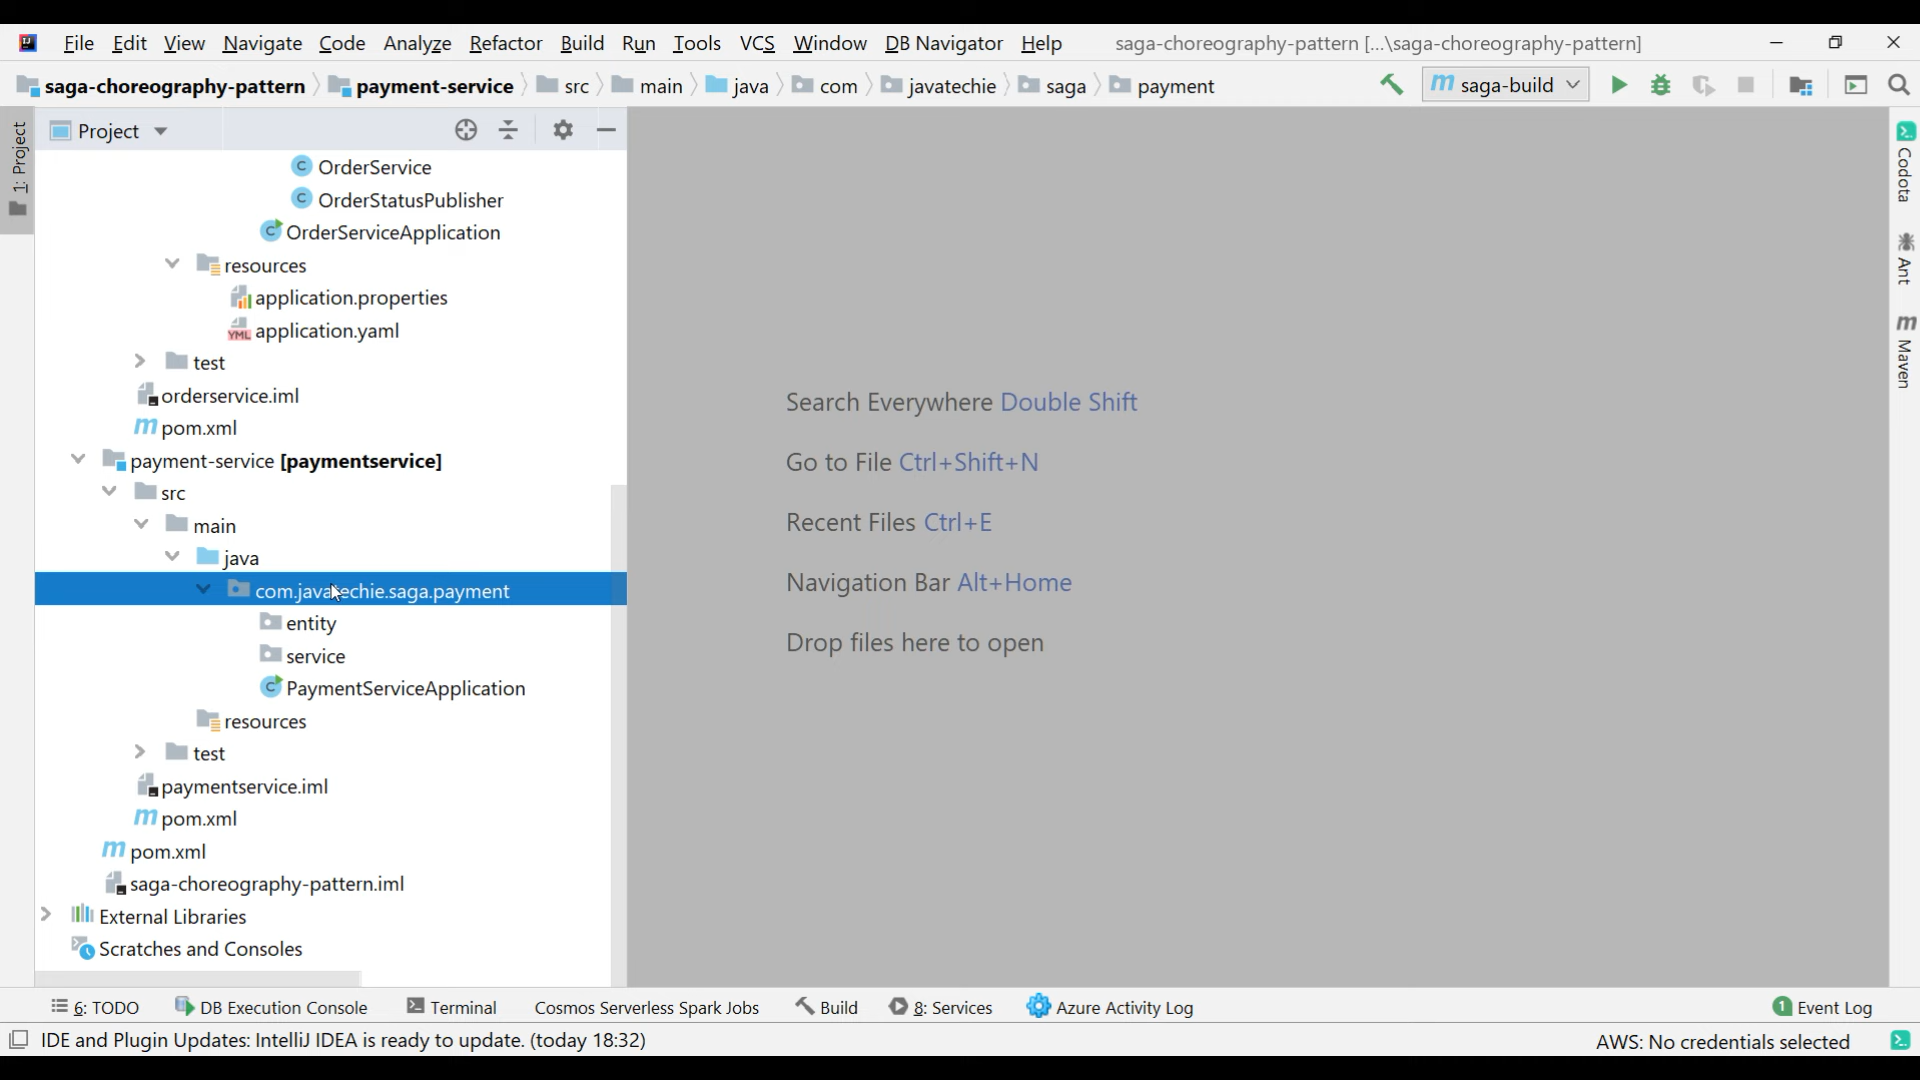 File Edit View Navigate Code Analyze Refactor Build Run Tools VCS Window DB Navigator Help saga-choreography-pattern [...\saga-choreography-pattern]
saga-choreography-pattern payment-service src main java com javatechie saga payment m saga-build
1: Project
Project
OrderService
OrderStatusPublisher
OrderServiceApplication
resources
application.properties
application.yaml
test
orderservice.iml
pom.xml
payment-service [paymentservice]
src
main
java
com.javatechie.saga.payment
entity
service
PaymentServiceApplication
resources
test
paymentservice.iml
pom.xml
pom.xml
saga-choreography-pattern.iml
External Libraries
Scratches and Consoles
Search Everywhere Double Shift
Go to File Ctrl+Shift+N
Recent Files Ctrl+E
Navigation Bar Alt+Home
Drop files here to open
Codota
Ant
Maven
6: TODO DB Execution Console Terminal Cosmos Serverless Spark Jobs Build 8: Services Azure Activity Log 1 Event Log
IDE and Plugin Updates: IntelliJ IDEA is ready to update. (today 18:32) AWS: No credentials selected